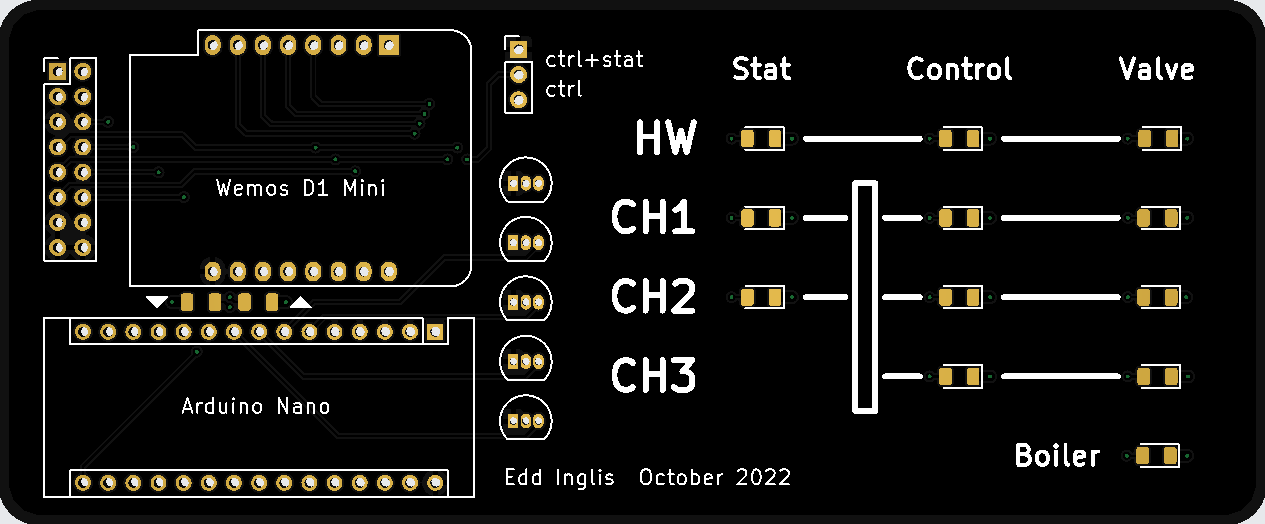 ctrl+stat
ctrl
Stat Control Valve
HW
Wemos D1 Mini
CH1
CH2
CH3
Arduino Nano
Boiler
Edd Inglis October 2022